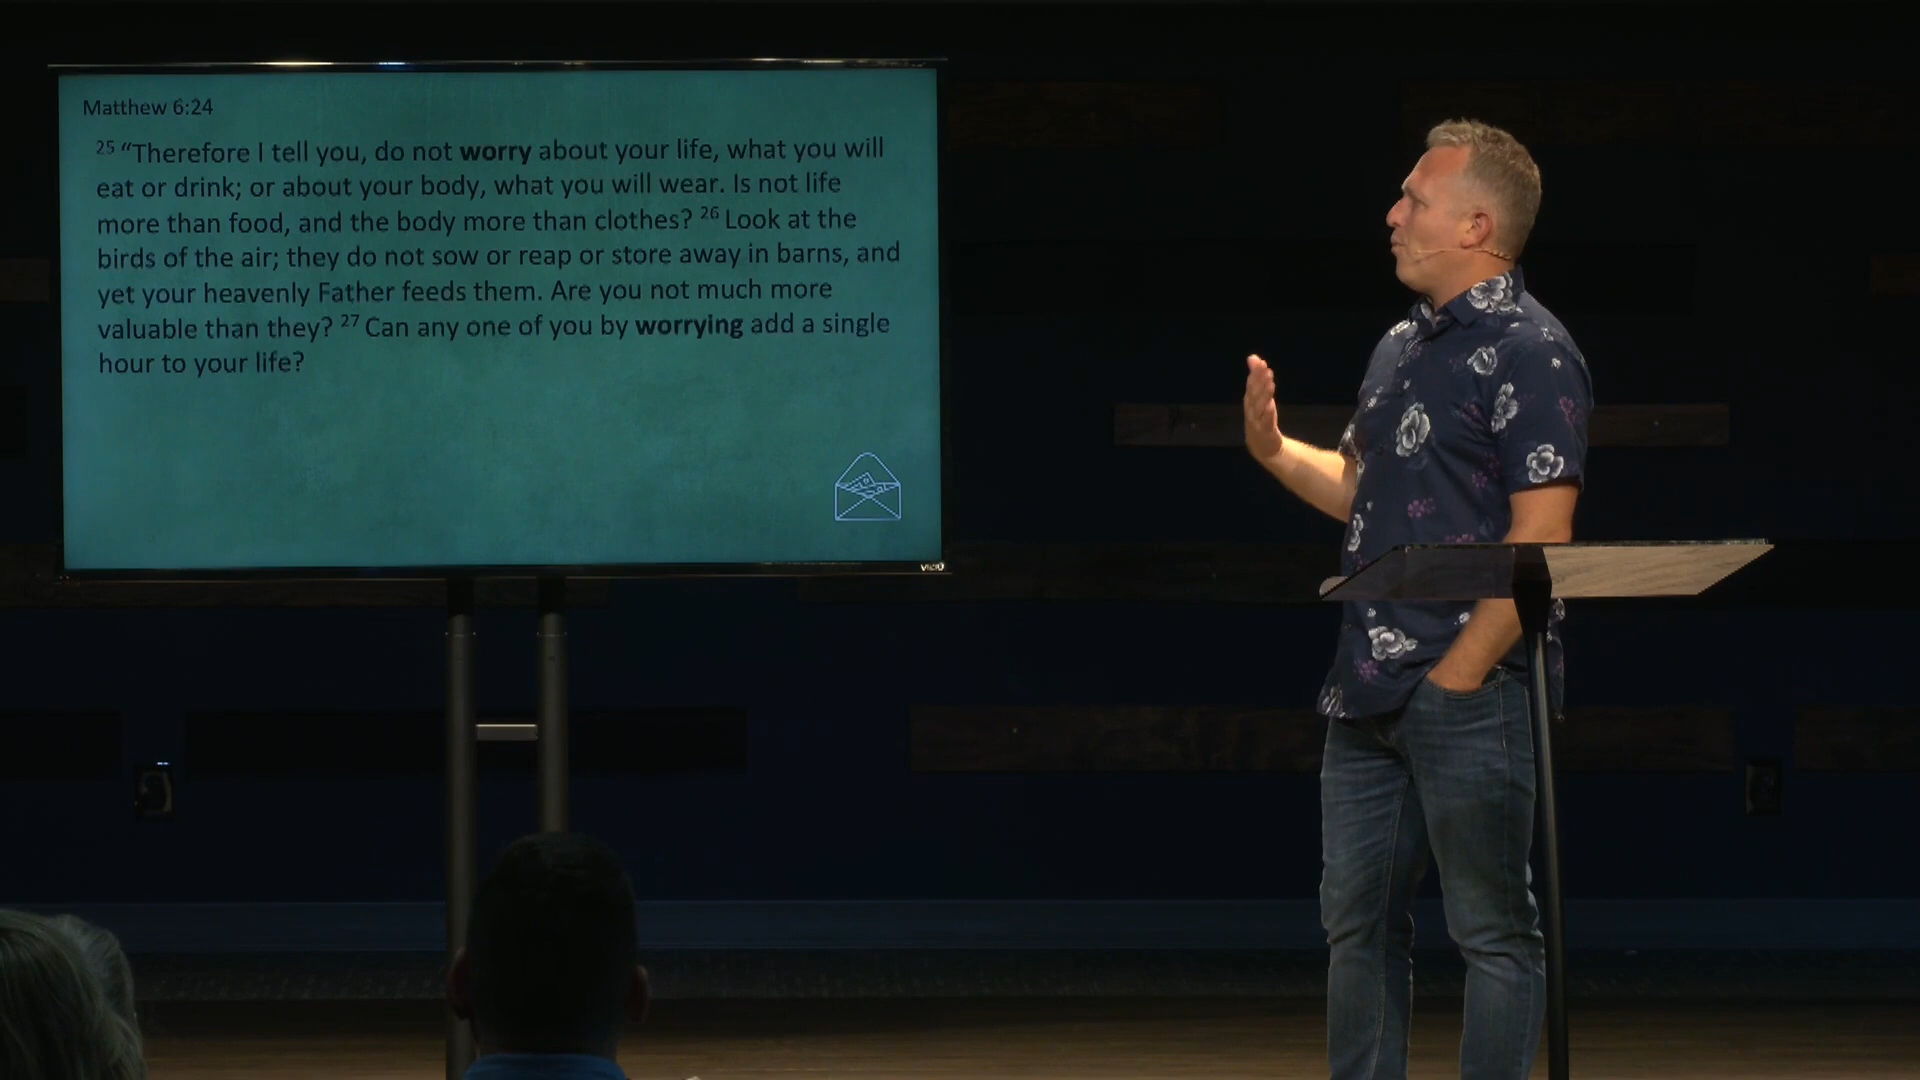 Matthew 6:24
25 “Therefore I tell you, do not worry about your life, what you will
eat or drink; or about your body, what you will wear. Is not life
more than food, and the body more than clothes? 26 Look at the
birds of the air; they do not sow or reap or store away in barns, and
yet your heavenly Father feeds them. Are you not much more
valuable than they? 27 Can any one of you by worrying add a single
hour to your life?
VIZIO